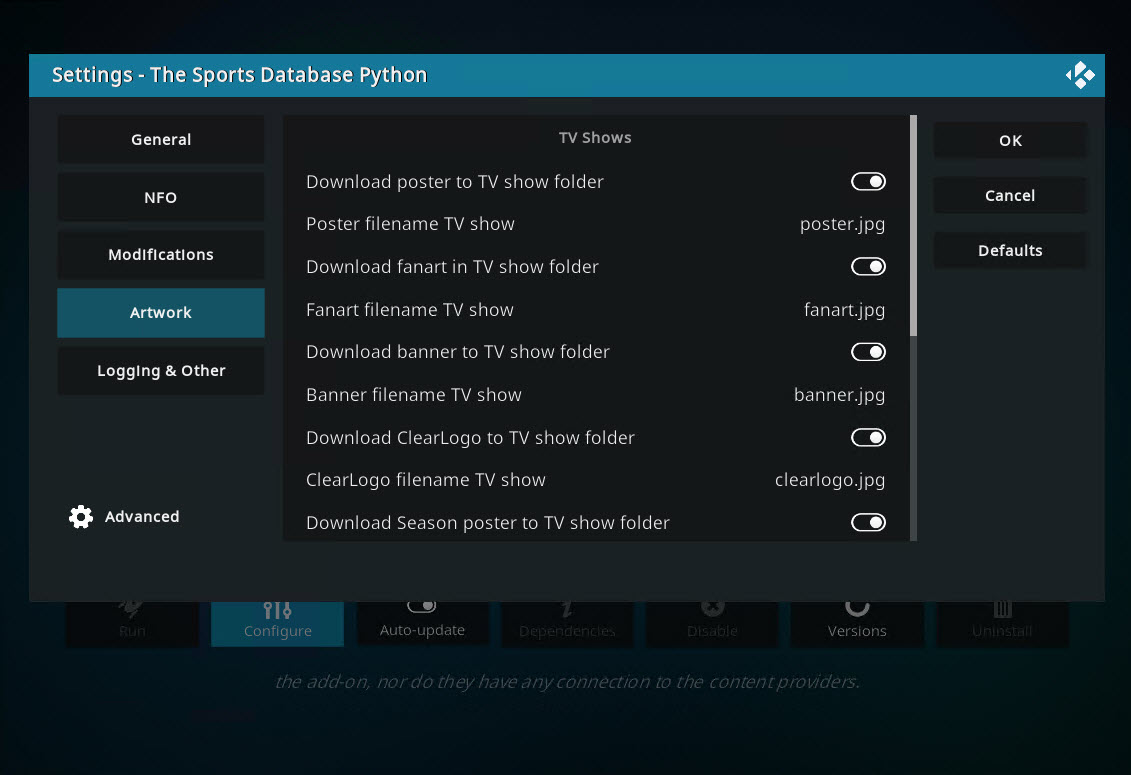 Settings - The Sports Database Python
General
NFO
Modifications
Artwork
Logging & Other
Advanced
TV Shows
Download poster to TV show folder
Poster filename TV show poster.jpg
Download fanart in TV show folder
Fanart filename TV show fanart.jpg
Download banner to TV show folder
Banner filename TV show banner.jpg
Download ClearLogo to TV show folder
ClearLogo filename TV show clearlogo.jpg
Download Season poster to TV show folder
OK
Cancel
Defaults
Run Configure Auto-update Dependencies Disable Versions Uninstall
the add-on, nor do they have any connection to the content providers.